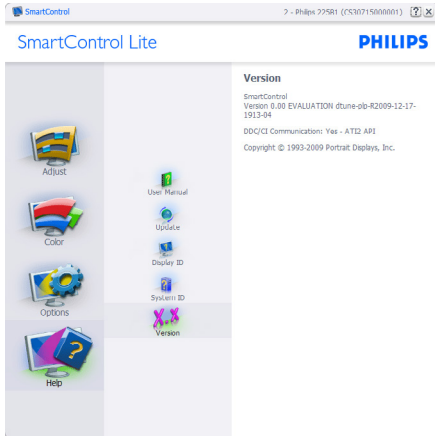 SmartControl
2 - Philips 225B1 (CS30715000001)
SmartControl Lite
PHILIPS
Adjust
Color
Options
Help
User Manual
Update
Display ID
System ID
X.X
Version
Version
SmartControl
Version 0.00 EVALUATION dtune-plp-R2009-12-17-
1913-04
DDC/CI Communication: Yes - ATI2 API
Copyright © 1993-2009 Portrait Displays, Inc.